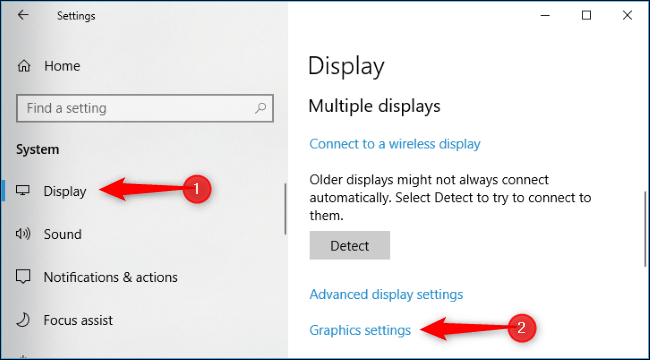 Settings
Home
Find a setting
System
Display
1
Sound
Notifications & actions
Focus assist
Display
Multiple displays
Connect to a wireless display
Older displays might not always connect
automatically. Select Detect to try to connect to
them.
Detect
Advanced display settings
Graphics settings
2